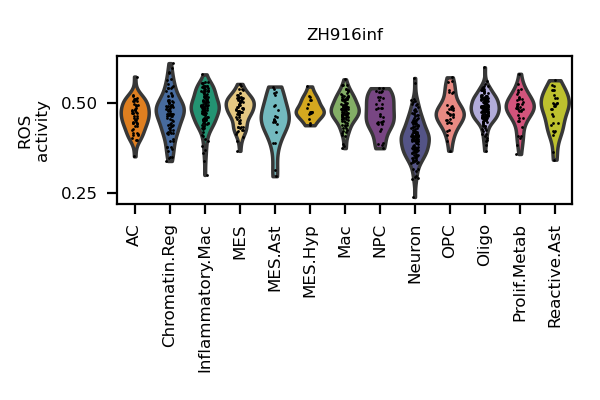 ZH916inf
ROS
activity
0.50
0.25
AC
Chromatin.Reg
Inflammatory.Mac
MES
MES.Ast
MES.Hyp
Mac
NPC
Neuron
OPC
Oligo
Prolif.Metab
Reactive.Ast